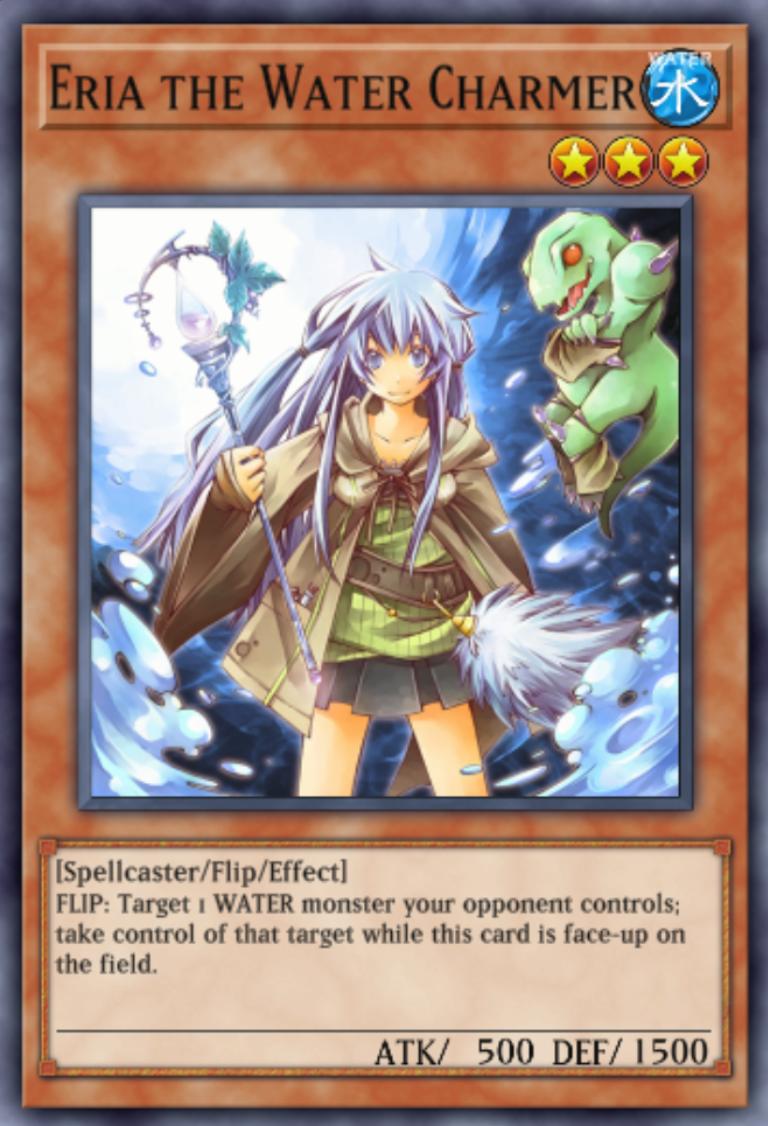 ERIA THE WATER CHARMER
WATER
水
[Spellcaster/Flip/Effect]
FLIP: Target 1 WATER monster your opponent controls;
take control of that target while this card is face-up on
the field.
ATK/ 500 DEF/ 1500